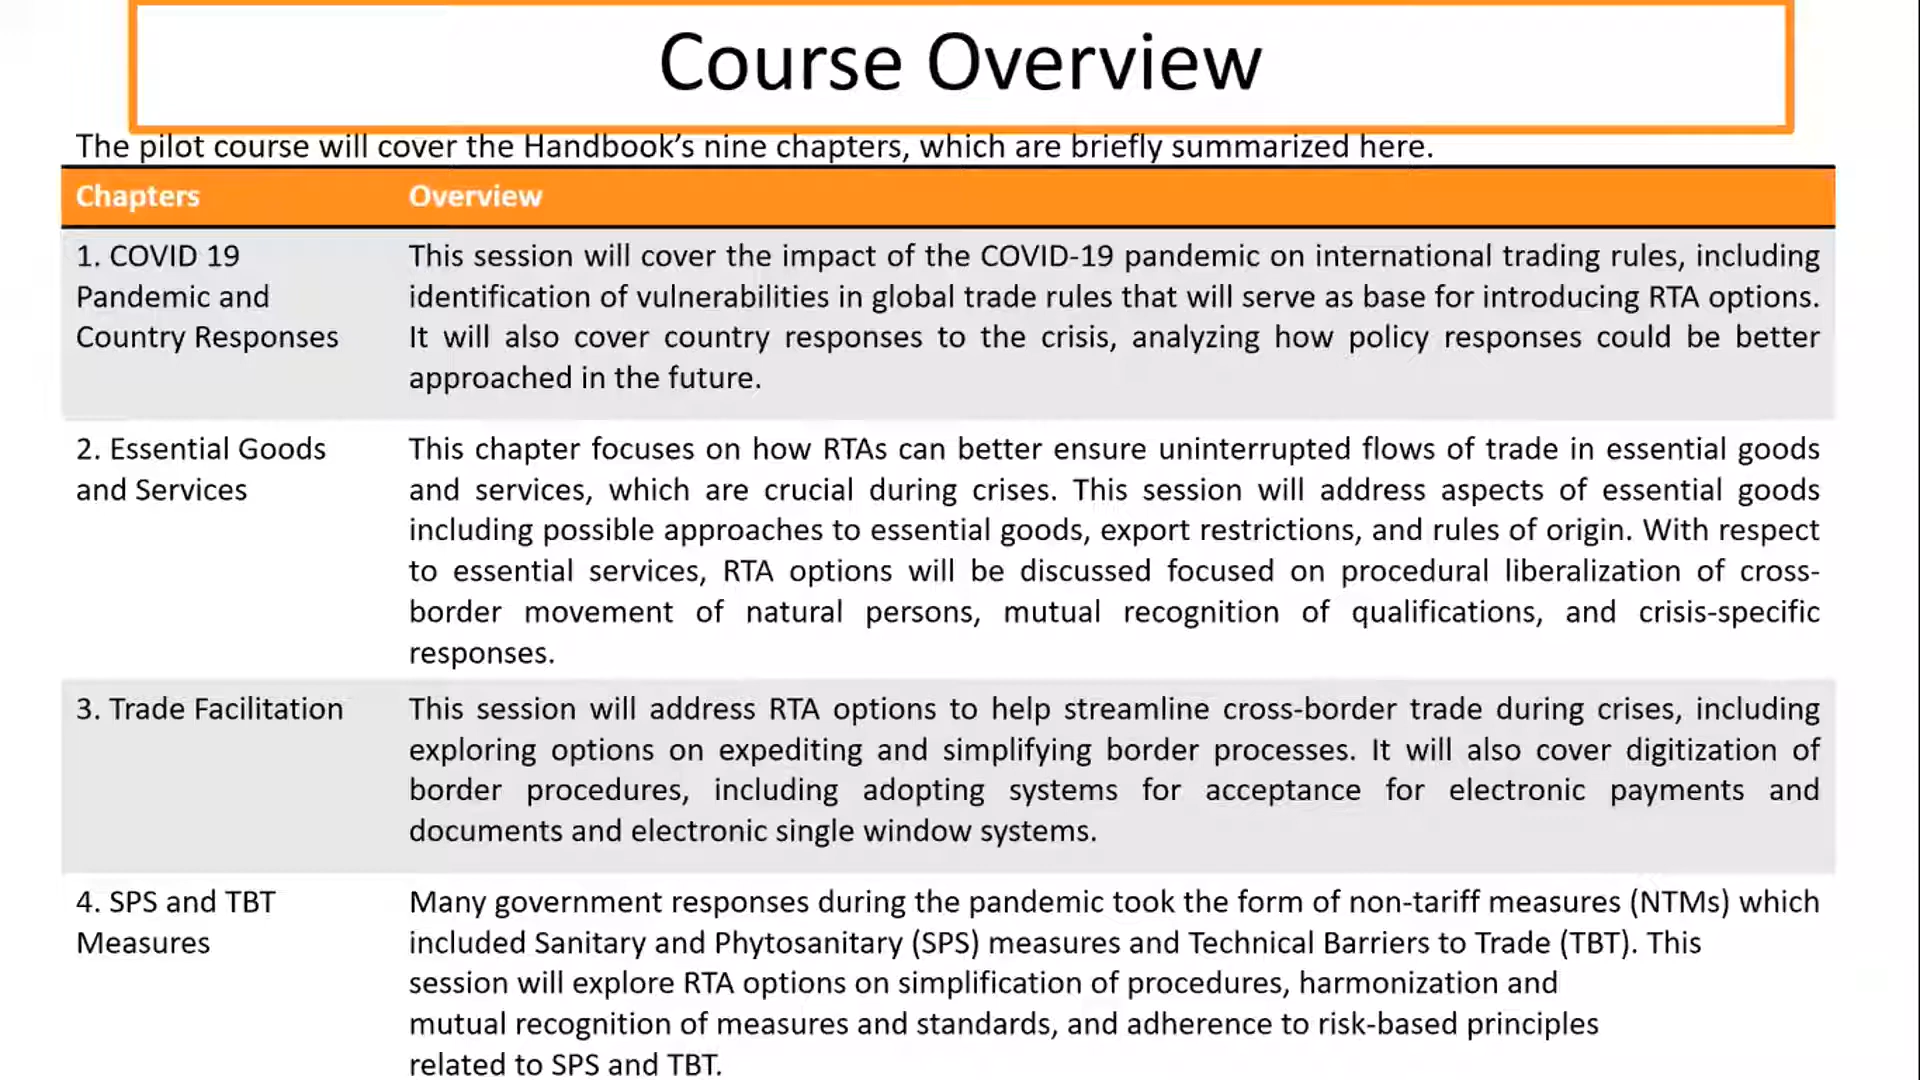 Course Overview
The pilot course will cover the Handbook’s nine chapters, which are briefly summarized here.
Chapters
Overview
1. COVID 19
Pandemic and
Country Responses
This session will cover the impact of the COVID-19 pandemic on international trading rules, including
identification of vulnerabilities in global trade rules that will serve as base for introducing RTA options.
It will also cover country responses to the crisis, analyzing how policy responses could be better
approached in the future.
2. Essential Goods
and Services
This chapter focuses on how RTAs can better ensure uninterrupted flows of trade in essential goods
and services, which are crucial during crises. This session will address aspects of essential goods
including possible approaches to essential goods, export restrictions, and rules of origin. With respect
to essential services, RTA options will be discussed focused on procedural liberalization of cross-
border movement of natural persons, mutual recognition of qualifications, and crisis-specific
responses.
3. Trade Facilitation
This session will address RTA options to help streamline cross-border trade during crises, including
exploring options on expediting and simplifying border processes. It will also cover digitization of
border procedures, including adopting systems for acceptance for electronic payments and
documents and electronic single window systems.
4. SPS and TBT
Measures
Many government responses during the pandemic took the form of non-tariff measures (NTMs) which
included Sanitary and Phytosanitary (SPS) measures and Technical Barriers to Trade (TBT). This
session will explore RTA options on simplification of procedures, harmonization and
mutual recognition of measures and standards, and adherence to risk-based principles
related to SPS and TBT.